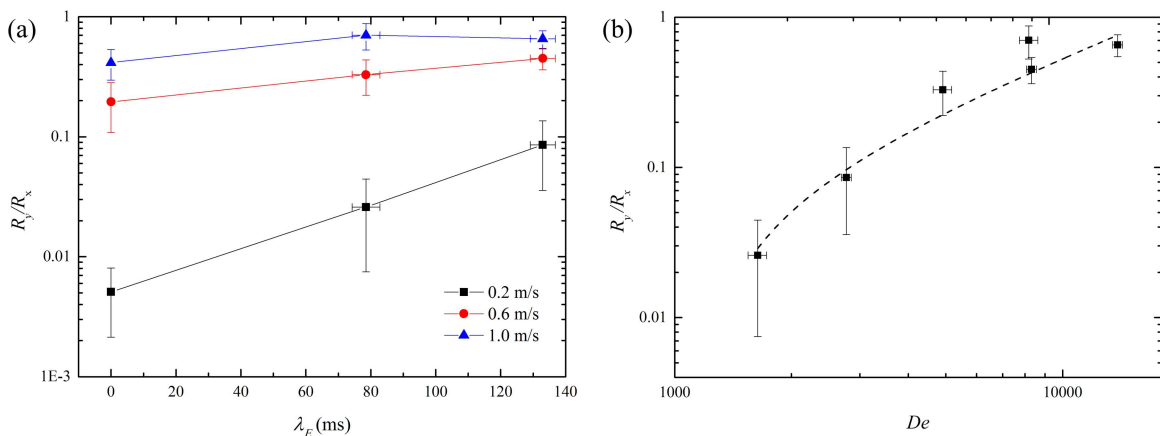 (a)
1
0.1
0.01
1E-3
R_y/R_x
0 20 40 60 80 100 120 140
λ_E (ms)
0.2 m/s
0.6 m/s
1.0 m/s
(b)
1
0.1
0.01
R_y/R_x
1000 10000
De